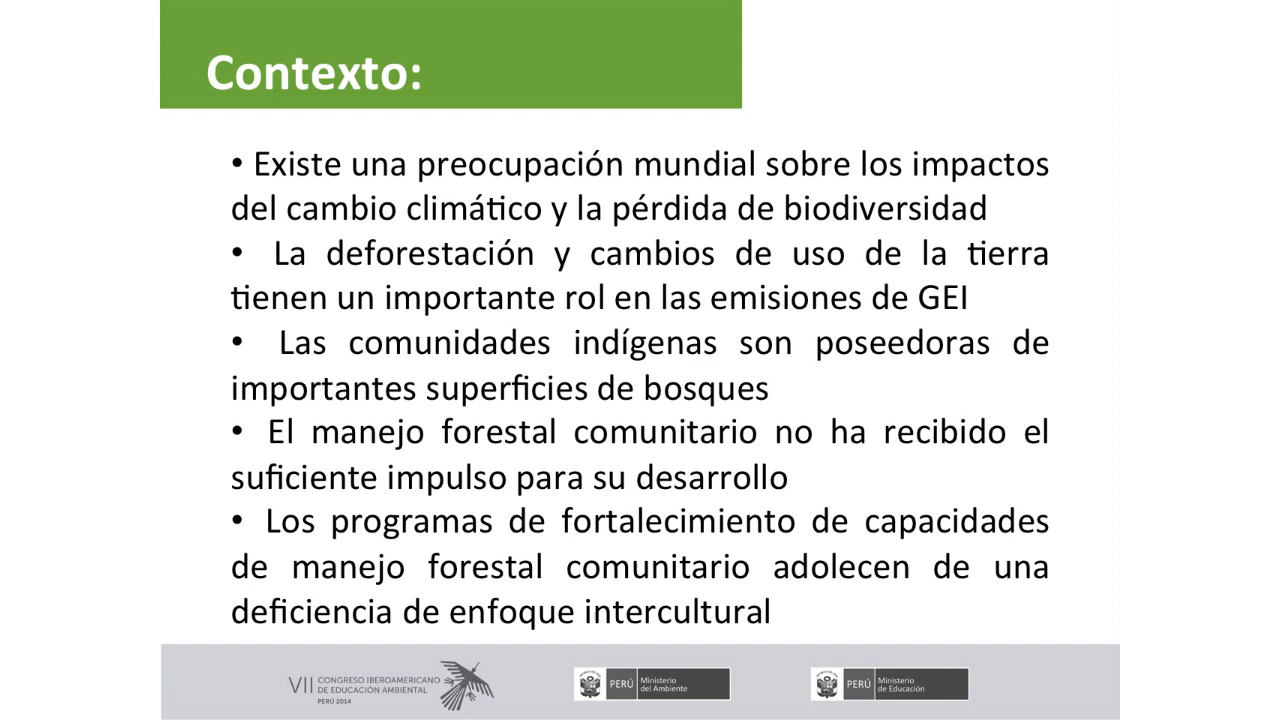 Contexto:
• Existe una preocupación mundial sobre los impactos
del cambio climático y la pérdida de biodiversidad
• La deforestación y cambios de uso de la tierra
tienen un importante rol en las emisiones de GEI
• Las comunidades indígenas son poseedoras de
importantes superficies de bosques
• El manejo forestal comunitario no ha recibido el
suficiente impulso para su desarrollo
• Los programas de fortalecimiento de capacidades
de manejo forestal comunitario adolecen de una
deficiencia de enfoque intercultural
VII CONGRESO IBEROAMERICANO
DE EDUCACIÓN AMBIENTAL
PERÚ 2014
PERÚ Ministerio
del Ambiente
PERÚ Ministerio
de Educación